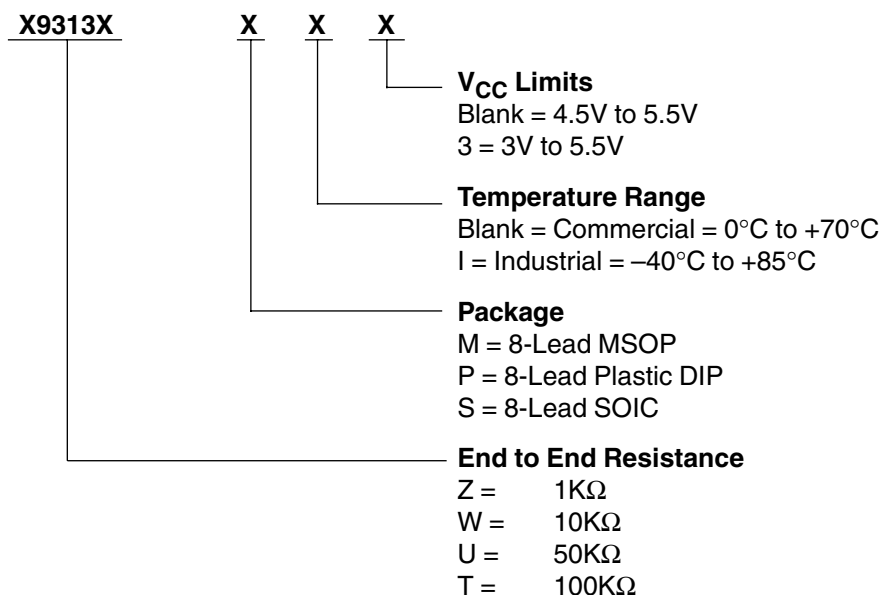 X9313X X X X
V_CC Limits
Blank = 4.5V to 5.5V
3 = 3V to 5.5V
Temperature Range
Blank = Commercial = 0°C to +70°C
I = Industrial = –40°C to +85°C
Package
M = 8-Lead MSOP
P = 8-Lead Plastic DIP
S = 8-Lead SOIC
End to End Resistance
Z = 1KΩ
W = 10KΩ
U = 50KΩ
T = 100KΩ